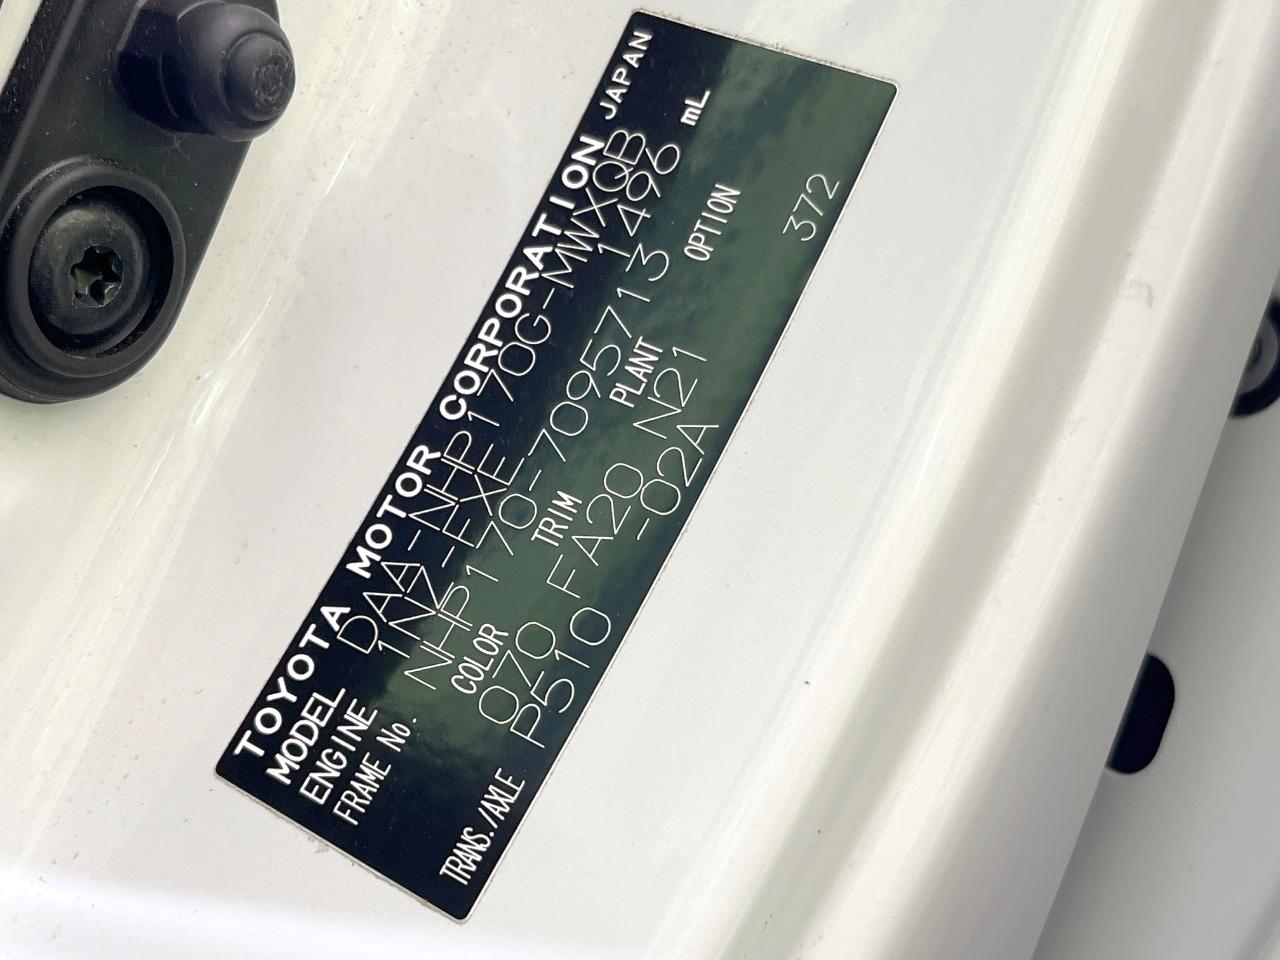 TOYOTA MOTOR CORPORATION JAPAN
MODEL DAA-NHP170G-MWXQB
ENGINE 1NZ-FXE 1496 mL
FRAME No. NHP170-7095713
COLOR TRIM PLANT OPTION
070 FA20 N21 372
TRANS./AXLE P510 -02A